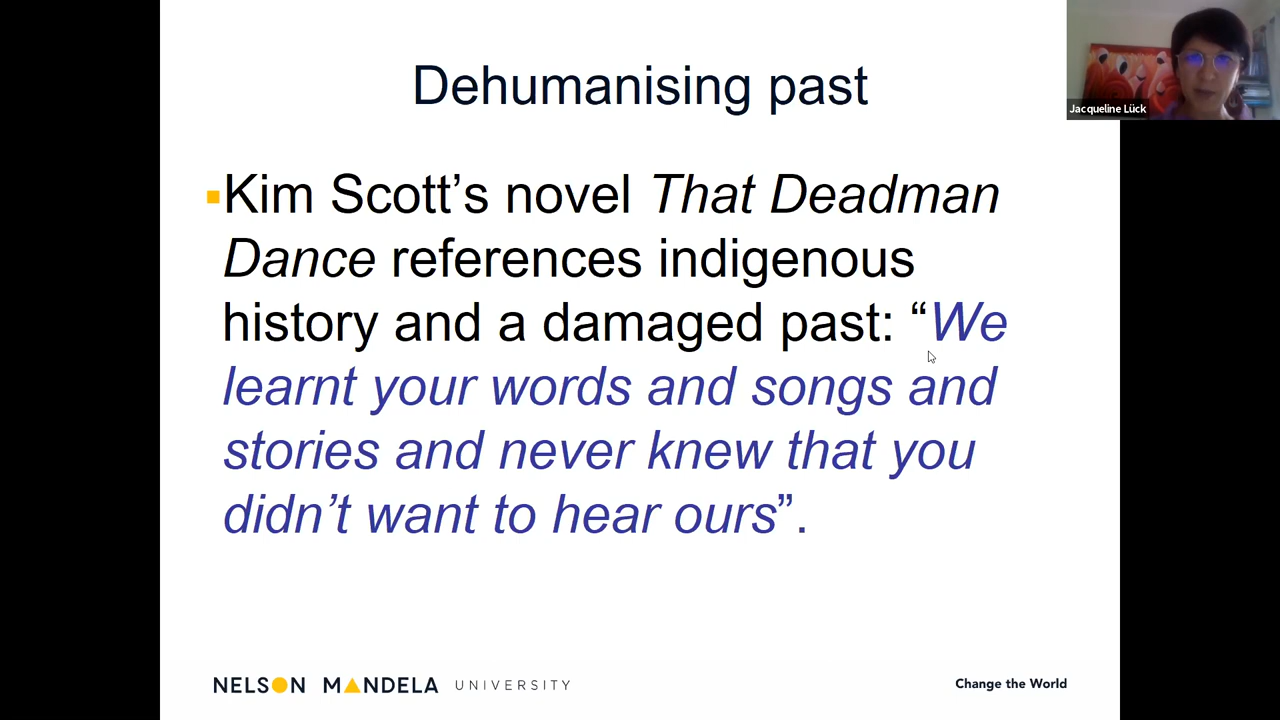 Dehumanising past
Jacqueline Lück
Kim Scott’s novel That Deadman
Dance references indigenous
history and a damaged past: “We
learnt your words and songs and
stories and never knew that you
didn’t want to hear ours”.
NELSON MANDELA UNIVERSITY
Change the World